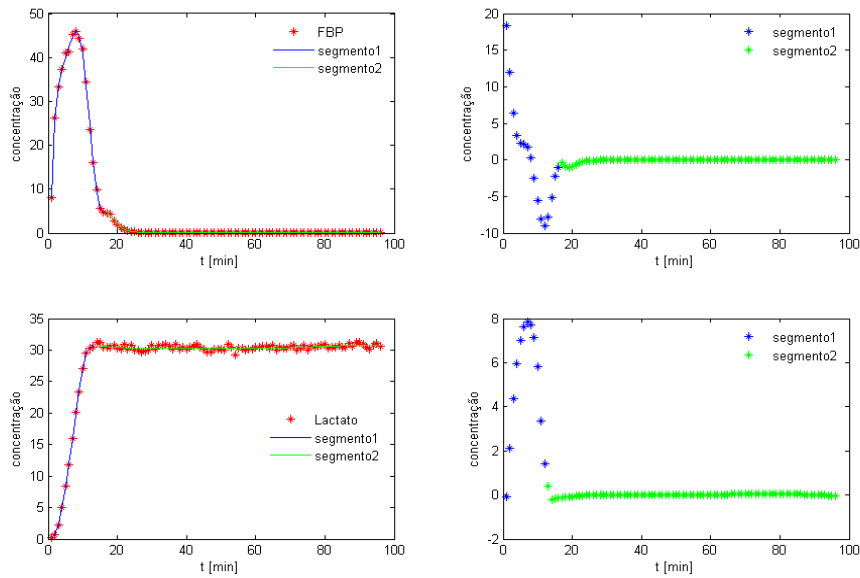 50
40
30
20
10
0
concentração
0 20 40 60 80 100
t [min]
FBP
segmento1
segmento2
20
15
10
5
0
-5
-10
concentração
0 20 40 60 80 100
t [min]
segmento1
segmento2
35
30
25
20
15
10
5
0
concentração
0 20 40 60 80 100
t [min]
Lactato
segmento1
segmento2
8
6
4
2
0
-2
concentração
0 20 40 60 80 100
t [min]
segmento1
segmento2